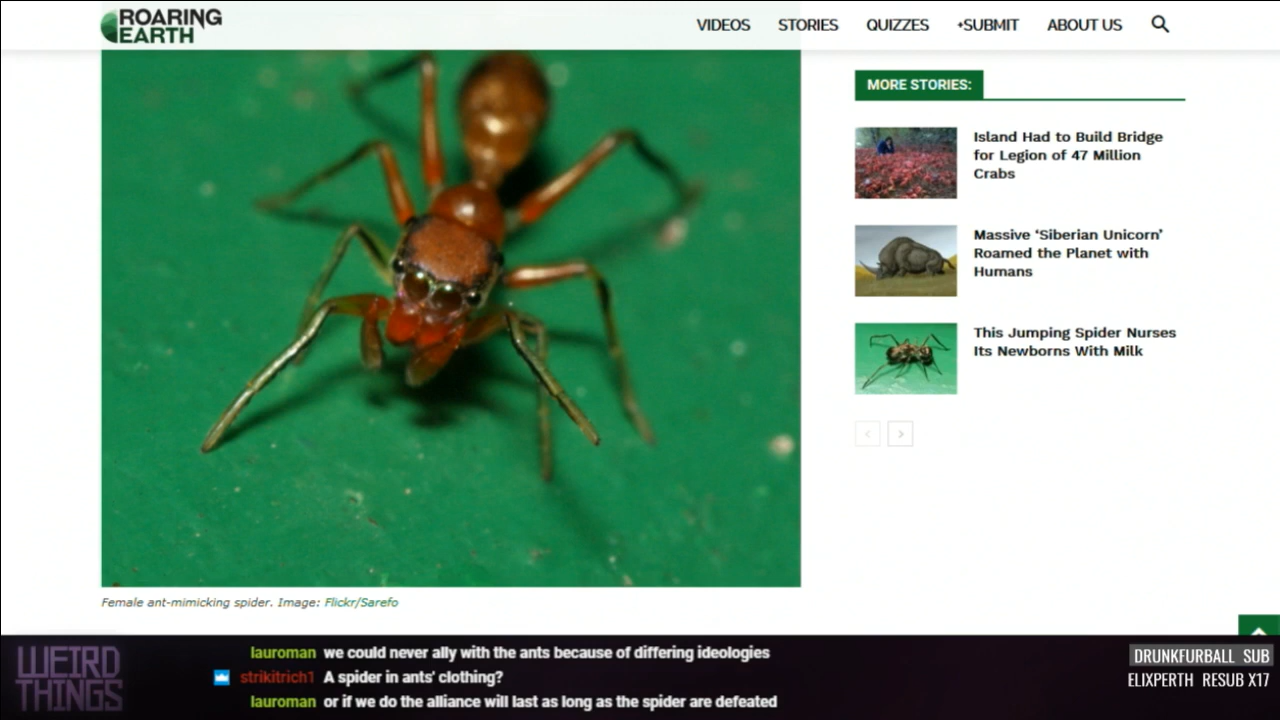 ROARING
EARTH
VIDEOS STORIES QUIZZES +SUBMIT ABOUT US
MORE STORIES:
Island Had to Build Bridge
for Legion of 47 Million
Crabs
Massive ‘Siberian Unicorn’
Roamed the Planet with
Humans
This Jumping Spider Nurses
Its Newborns With Milk
Female ant-mimicking spider. Image: Flickr/Sarefo
WEIRD
THINGS
lauroman we could never ally with the ants because of differing ideologies
strikitrich1 A spider in ants' clothing?
lauroman or if we do the alliance will last as long as the spider are defeated
DRUNKFURBALL SUB
ELIXPERTH RESUB X17